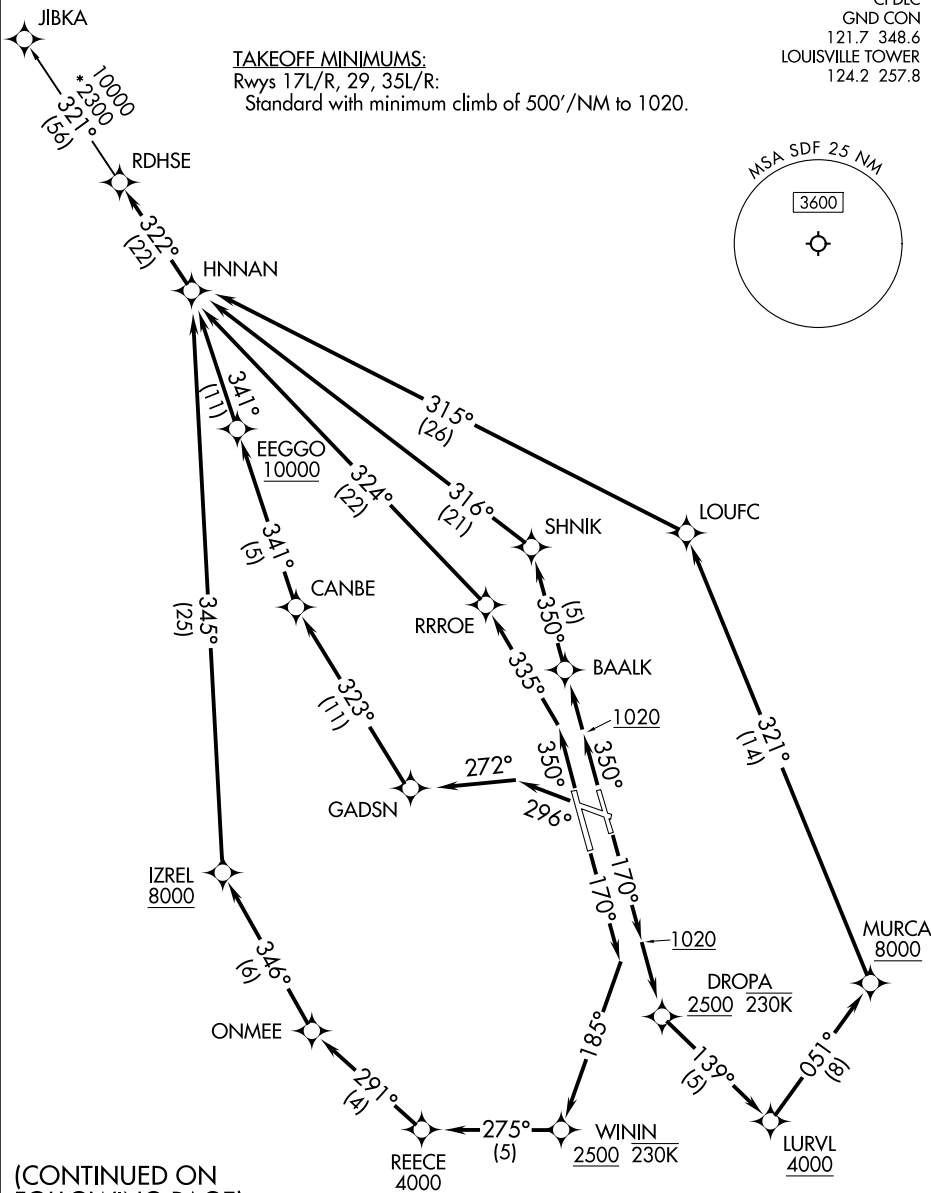 CPDLC
GND CON
121.7 348.6
LOUISVILLE TOWER
124.2 257.8
JIBKA
TAKEOFF MINIMUMS:
Rwys 17L/R, 29, 35L/R:
Standard with minimum climb of 500'/NM to 1020.
10000
*2300
321°
(56)
RDHSE
MSA SDF 25 NM
3600
322°
(22)
HNNAN
341°
(11)
315°
(26)
EEGGO
10000
324°
(22)
316°
(21)
SHNIK
LOUFC
341°
(5)
CANBE
345°
(25)
RRROE
350°
(5)
335°
BAALK
323°
(11)
1020
321°
(14)
350°
350°
272°
GADSN
296°
IZREL
8000
170°
170°
1020
MURCA
8000
346°
(6)
DROPA
2500 230K
ONMEE
185°
139°
(5)
051°
(8)
291°
(4)
275°
(5)
WININ
2500 230K
REECE
4000
LURVL
4000
(CONTINUED ON
FOLLOWING PAGE)